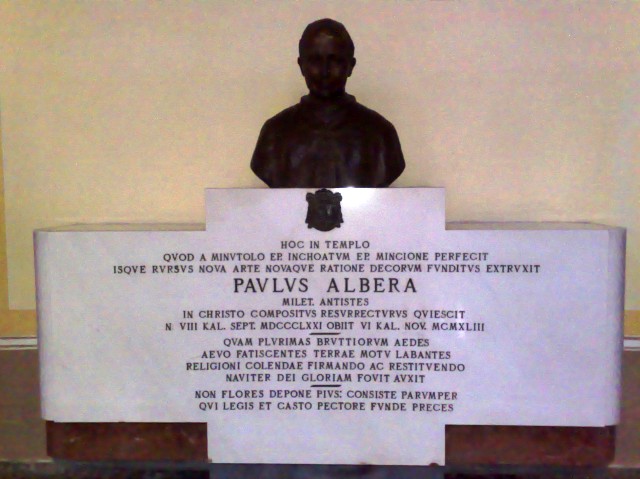 HOC IN TEMPLO
QVOD A MINVTOLO EP. INCHOATVM EP. MINCIONE PERFECIT
ISQVE RVRSVS NOVA ARTE NOVAQVE RATIONE DECORVM FVNDITVS EXTRVXIT
PAVLVS ALBERA
MILET. ANTISTES
IN CHRISTO COMPOSITVS RESVRRECTVRVS QVIESCIT
N. VIII KAL. SEPT. MDCCCLXXI OBIIT VI KAL. NOV. MCMXLIII
QVAM PLVRIMAS BRVTTIORVM AEDES
AEVO FATISCENTES TERRAE MOTV LABANTES
RELIGIONI COLENDAE FIRMANDO AC RESTITVENDO
NAVITER DEI GLORIAM FOVIT AVXIT
NON FLORES DEPONE PIVS: CONSISTE PARVMPER
QVI LEGIS ET CASTO PECTORE FVNDE PRECES